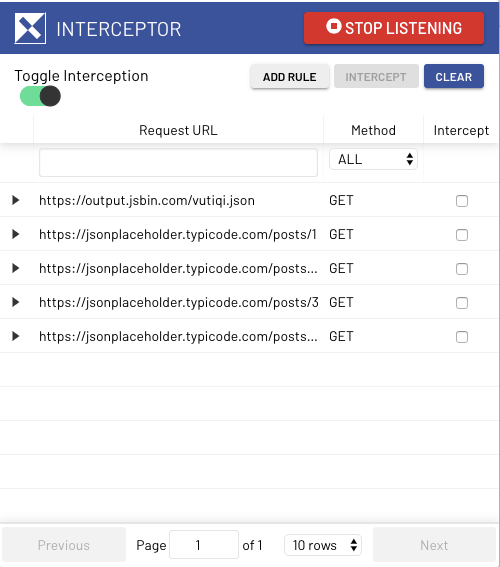 INTERCEPTOR
STOP LISTENING
Toggle Interception
ADD RULE INTERCEPT CLEAR
Request URL Method Intercept
ALL
https://output.jsbin.com/vutiqi.json GET
https://jsonplaceholder.typicode.com/posts/1 GET
https://jsonplaceholder.typicode.com/posts... GET
https://jsonplaceholder.typicode.com/posts/3 GET
https://jsonplaceholder.typicode.com/posts... GET
Previous Page 1 of 1 10 rows Next